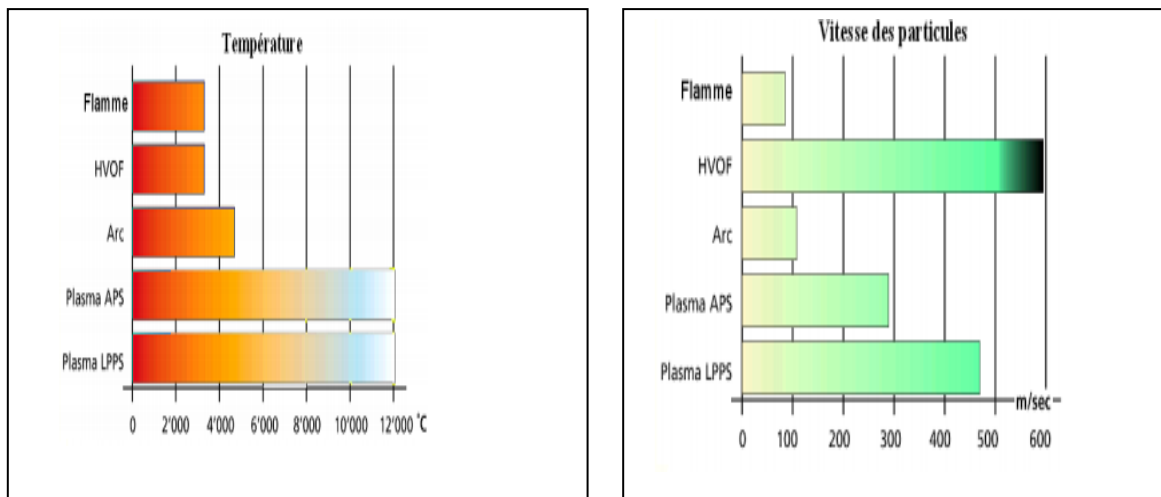 Température
Flamme
HVOF
Arc
Plasma APS
Plasma LPPS
0 2'000 4'000 6'000 8'000 10'000 12'000 °C
Vitesse des particules
Flamme
HVOF
Arc
Plasma APS
Plasma LPPS
m/sec
0 100 200 300 400 500 600